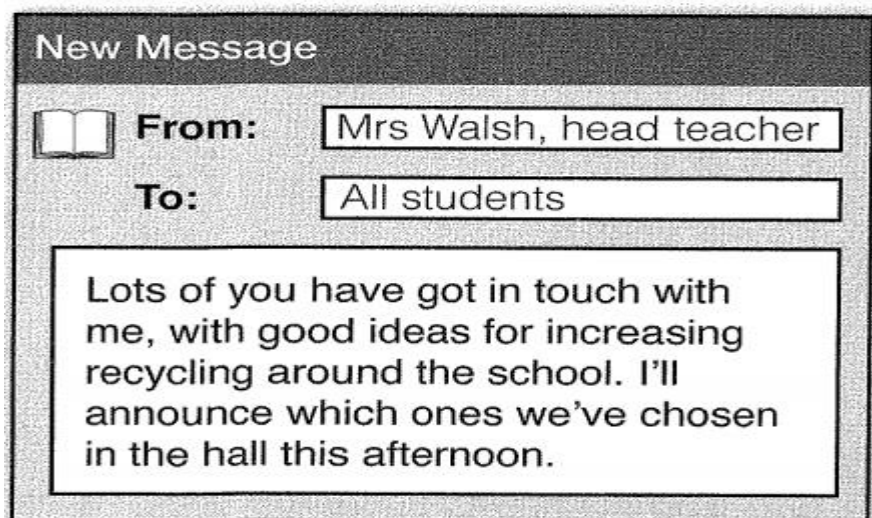 New Message
From: Mrs Walsh, head teacher
To: All students
Lots of you have got in touch with
me, with good ideas for increasing
recycling around the school. I'll
announce which ones we've chosen
in the hall this afternoon.